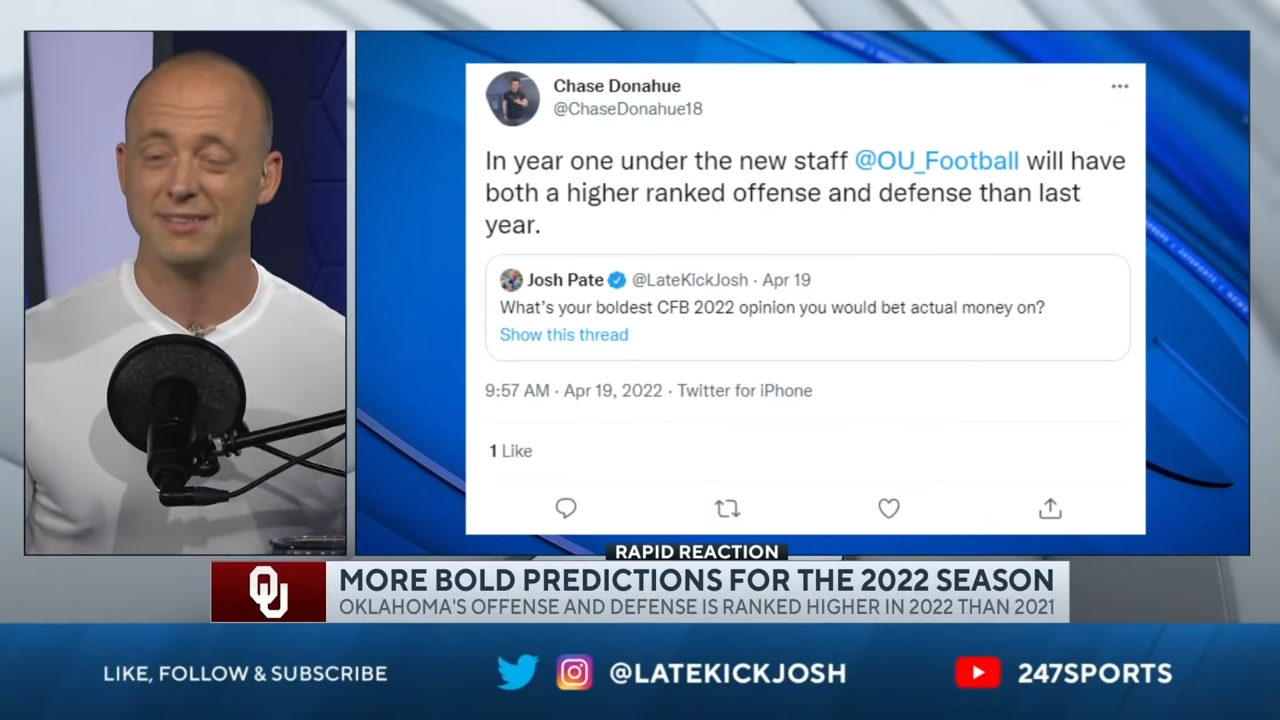 Chase Donahue
@ChaseDonahue18
In year one under the new staff @OU_Football will have
both a higher ranked offense and defense than last
year.
Josh Pate @LateKickJosh · Apr 19
What's your boldest CFB 2022 opinion you would bet actual money on?
Show this thread
9:57 AM · Apr 19, 2022 · Twitter for iPhone
1 Like
RAPID REACTION
OU
MORE BOLD PREDICTIONS FOR THE 2022 SEASON
OKLAHOMA'S OFFENSE AND DEFENSE IS RANKED HIGHER IN 2022 THAN 2021
LIKE, FOLLOW & SUBSCRIBE
@LATEKICKJOSH
247SPORTS